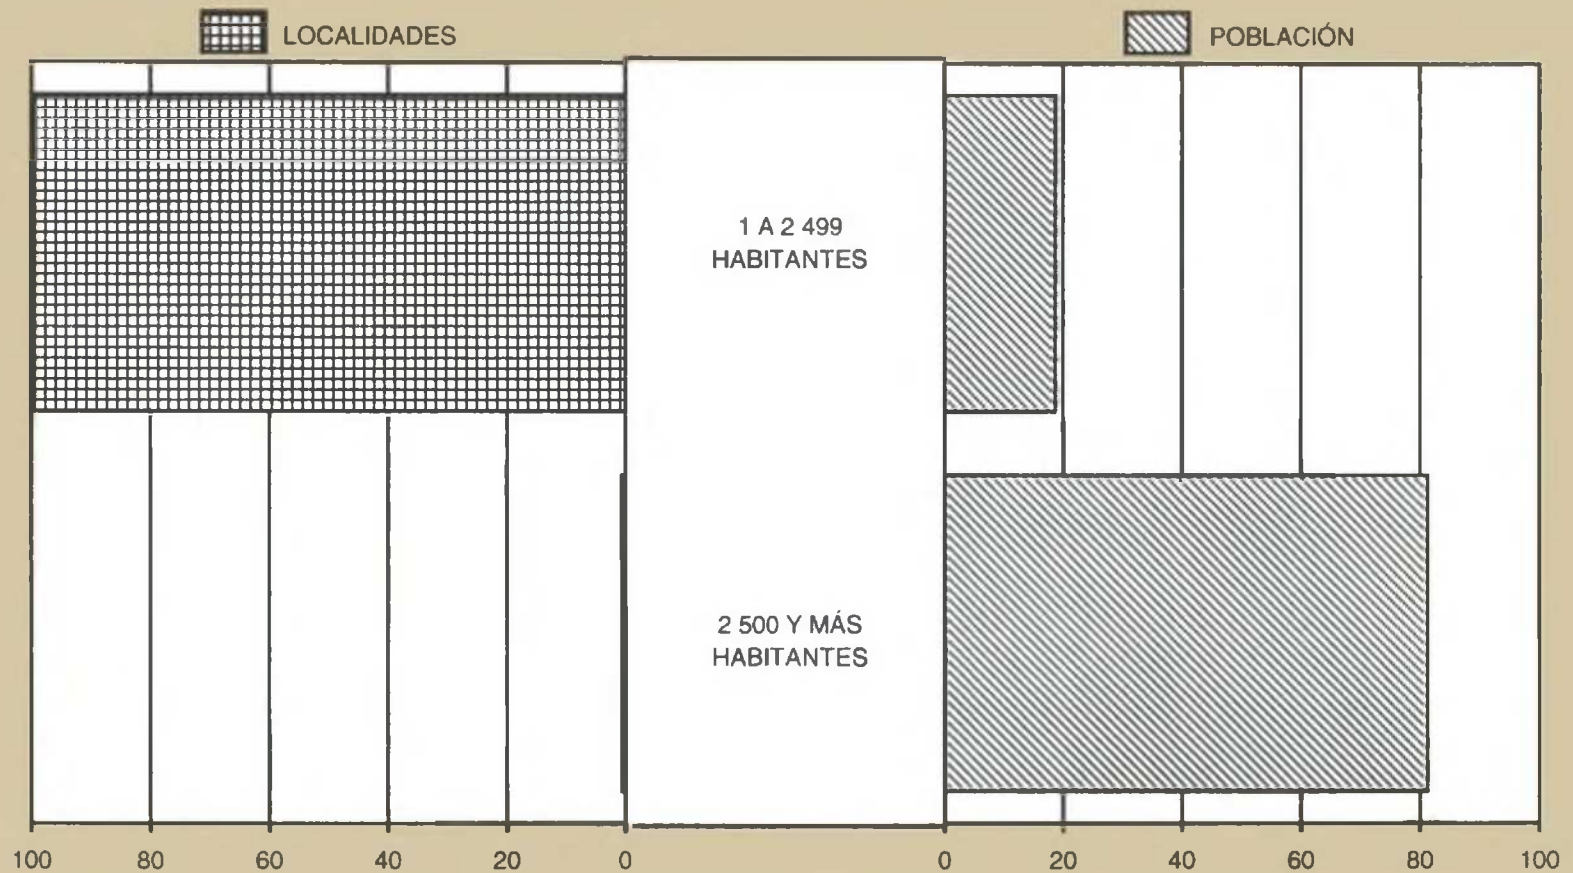 LOCALIDADES
POBLACIÓN
1 A 2 499
HABITANTES
2 500 Y MÁS
HABITANTES
100 80 60 40 20 0
0 20 40 60 80 100